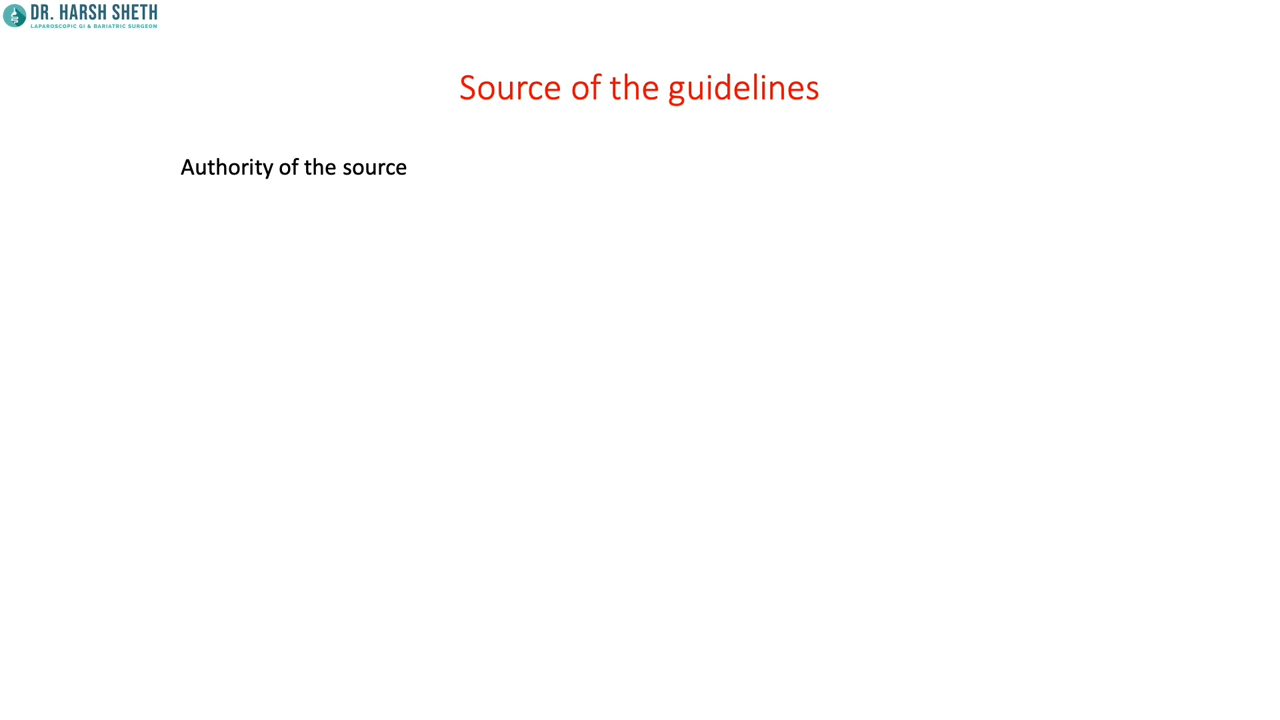 DR. HARSH SHETH
LAPAROSCOPIC GI & BARIATRIC SURGEON
Source of the guidelines
Authority of the source